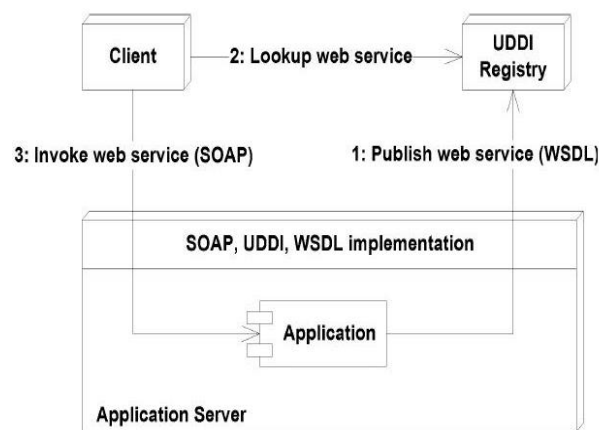 Client
2: Lookup web service
UDDI
Registry
3: Invoke web service (SOAP)
1: Publish web service (WSDL)
SOAP, UDDI, WSDL implementation
Application
Application Server